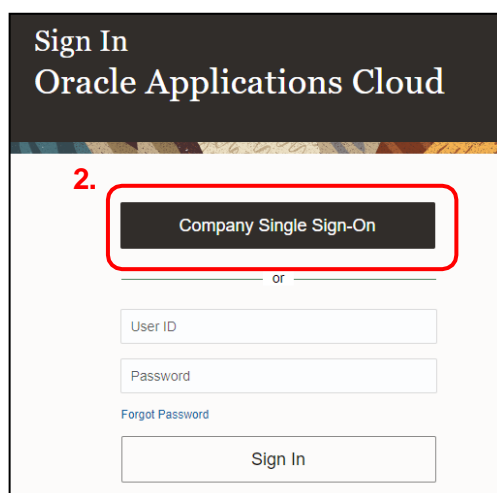 Sign In
Oracle Applications Cloud
2.
Company Single Sign-On
or
User ID
Password
Forgot Password
Sign In